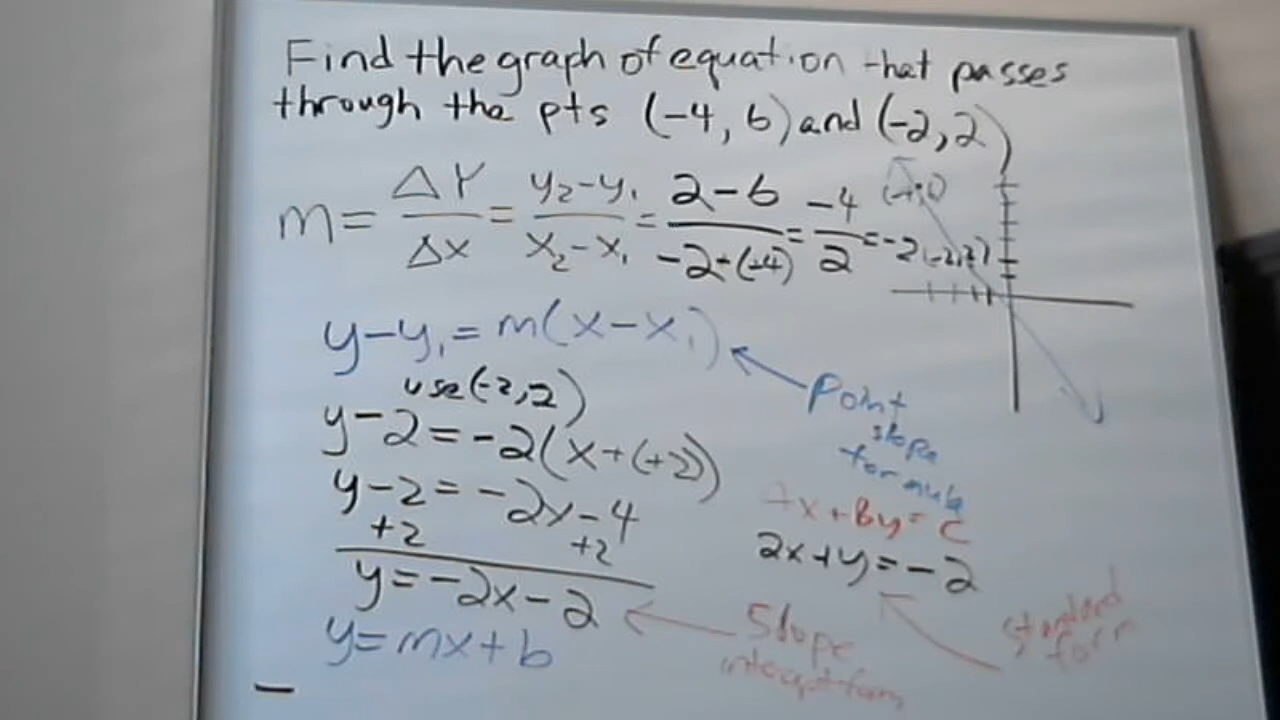 Find the graph of equation that passes
through the pts (-4, 6) and (-2, 2)
m = ΔY/Δx = y₂-y₁/x₂-x₁ = 2-6/-2+(+4) = -4/2 = -2
(-2,2)
y-y₁ = m(x-x₁)
Point
slope
formula
use (-2, 2)
y-2 = -2(x+(+2))
y-2 = -2x-4
+2 +2
y = -2x-2
y = mx+b
Slope
intercept form
x+By=C
2x+y=-2
Standard
form